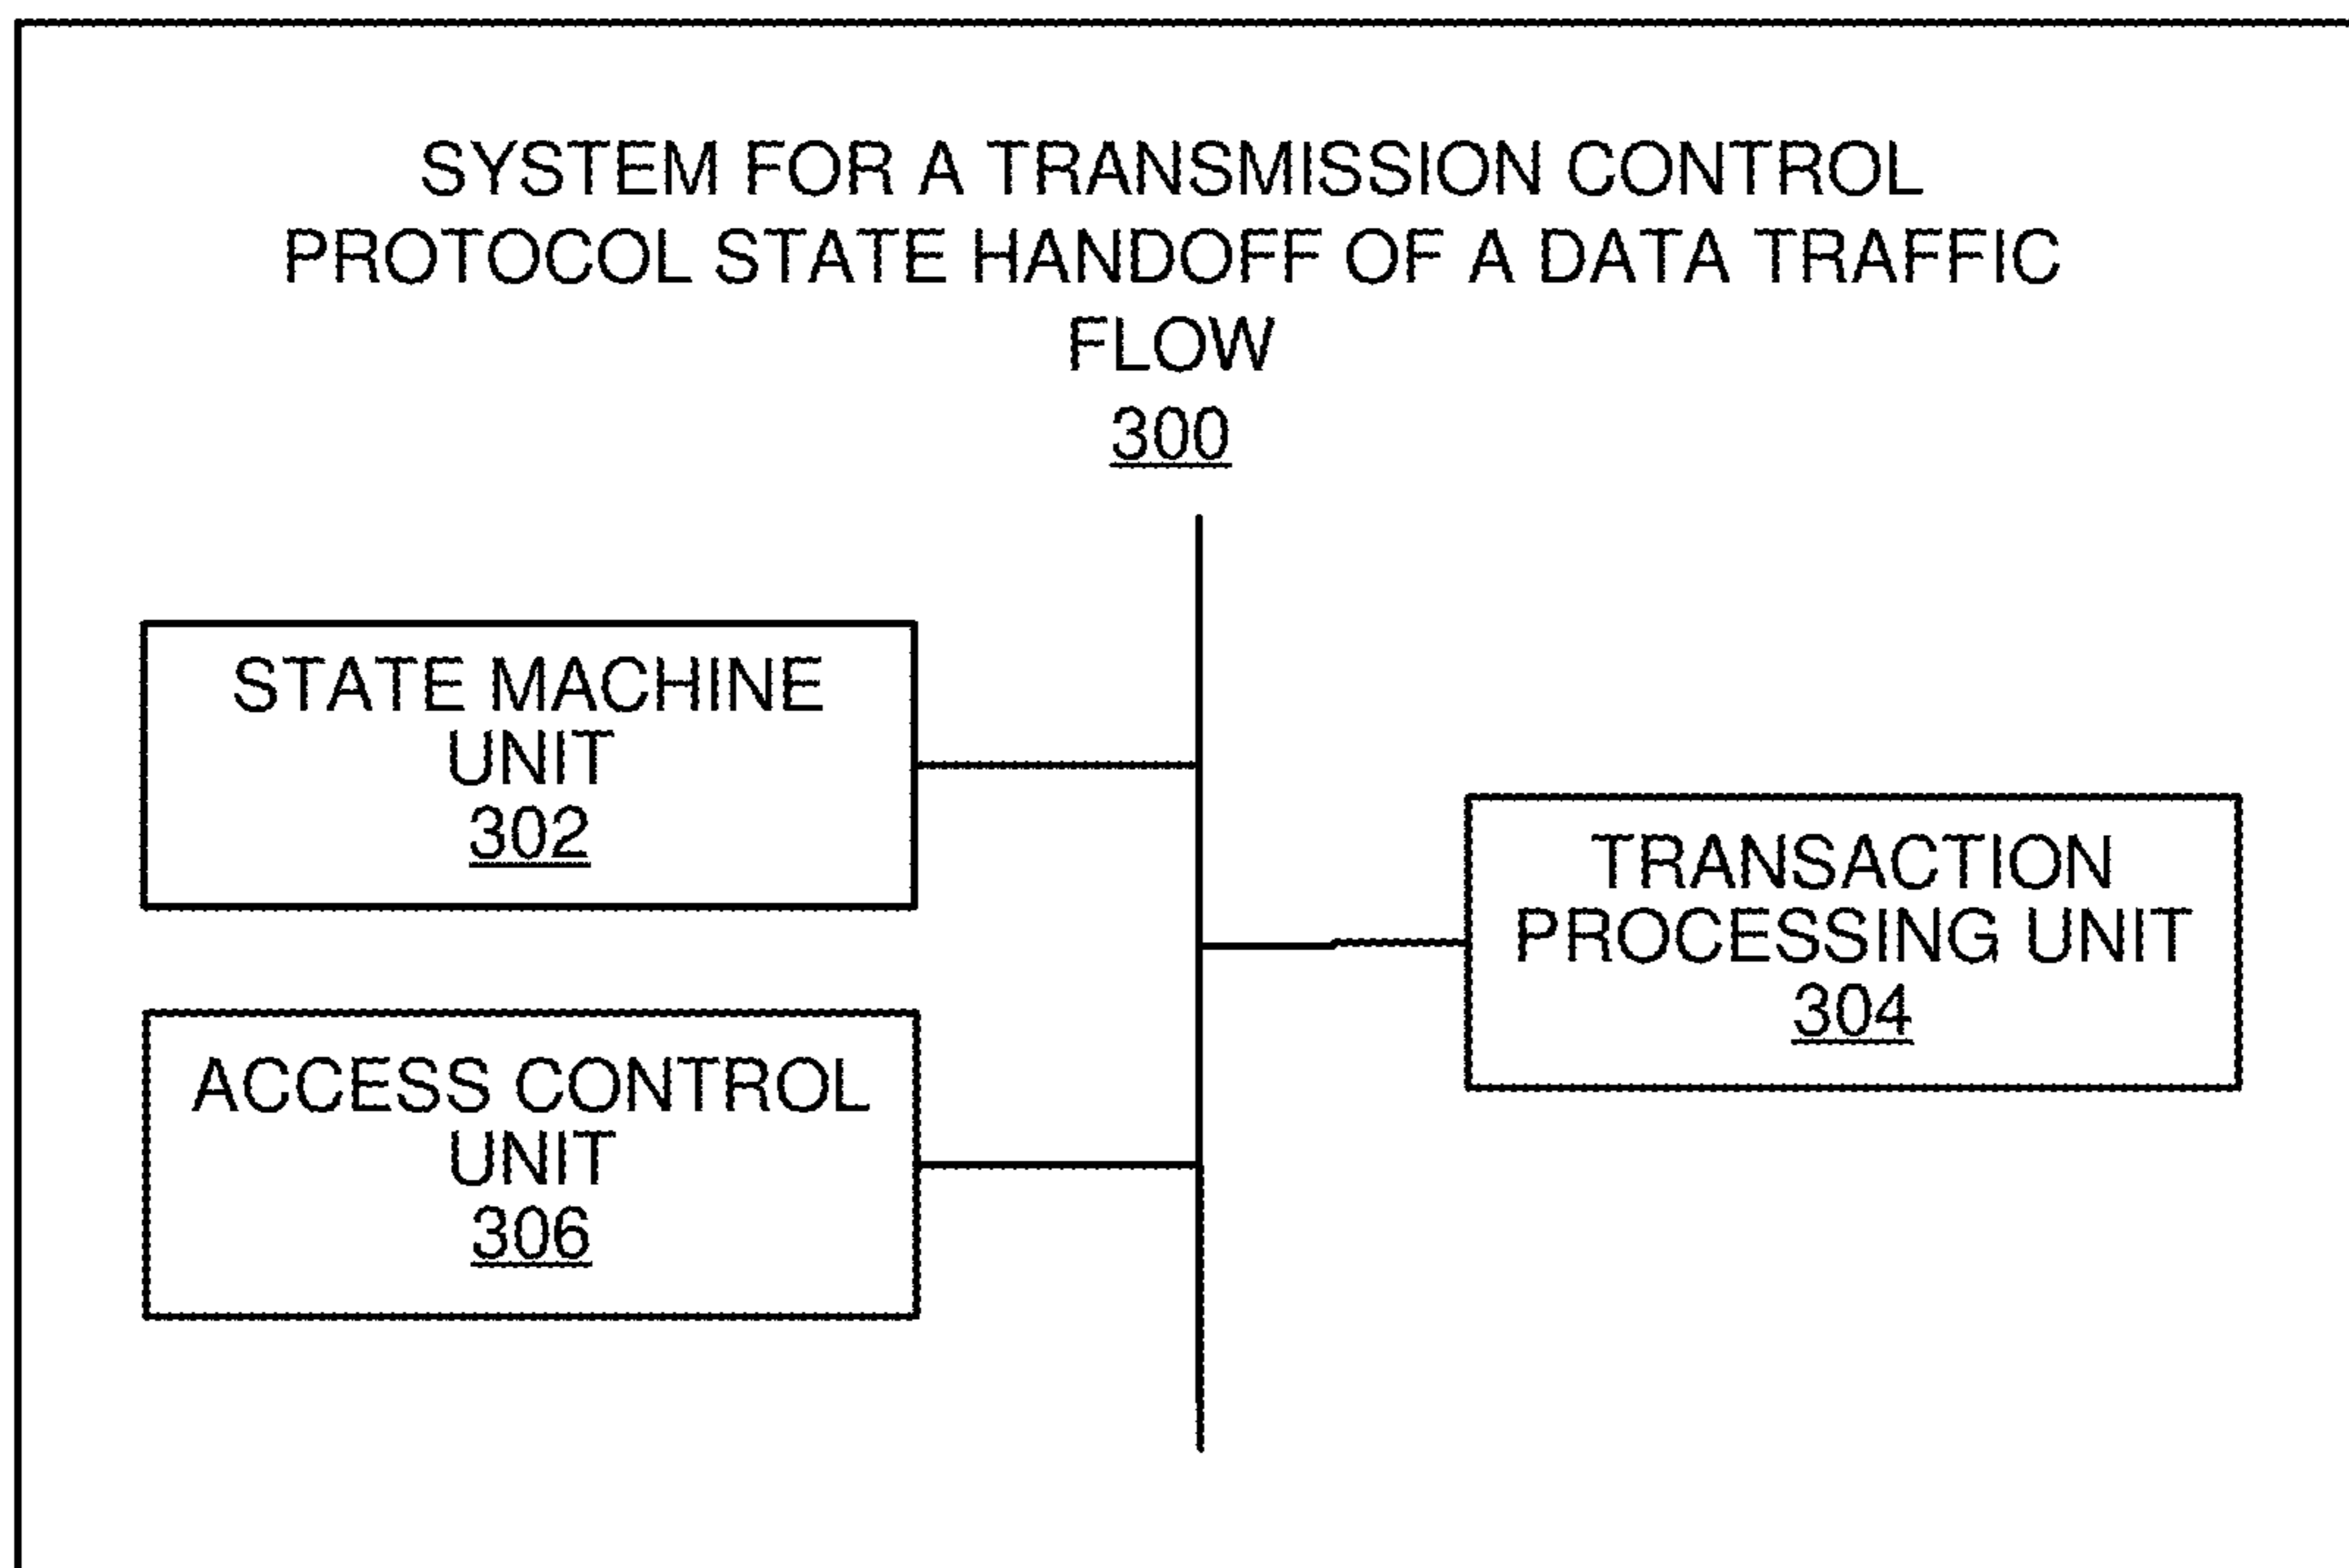 SYSTEM FOR A TRANSMISSION CONTROL
PROTOCOL STATE HANDOFF OF A DATA TRAFFIC
FLOW
300
STATE MACHINE
UNIT
302
TRANSACTION
PROCESSING UNIT
304
ACCESS CONTROL
UNIT
306